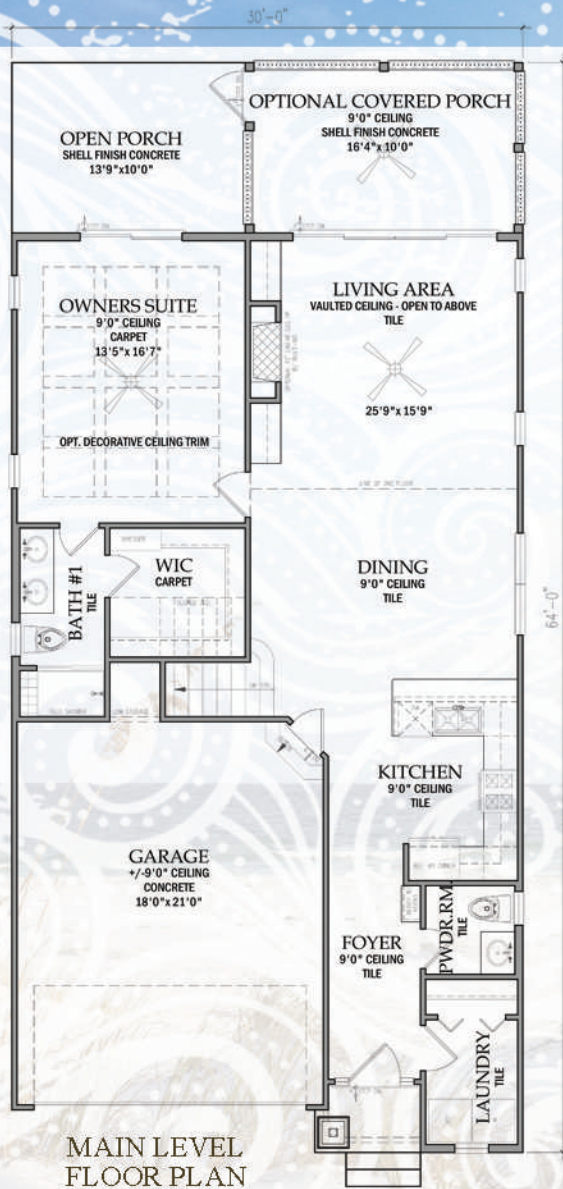 30'-0"
OPEN PORCH
SHELL FINISH CONCRETE
13'9"x10'0"
OPTIONAL COVERED PORCH
9'0" CEILING
SHELL FINISH CONCRETE
16'4"x10'0"
OWNERS SUITE
9'0" CEILING
CARPET
13'5"x 16'7"
OPT. DECORATIVE CEILING TRIM
LIVING AREA
VAULTED CEILING - OPEN TO ABOVE
TILE
25'9"x 15'9"
DINING
9'0" CEILING
TILE
64'-0"
BATH #1
TILE
WIC
CARPET
KITCHEN
9'0" CEILING
TILE
GARAGE
+/-9'0" CEILING
CONCRETE
18'0"x 21'0"
FOYER
9'0" CEILING
TILE
PWDR.RM.
TILE
LAUNDRY
TILE
MAIN LEVEL
FLOOR PLAN